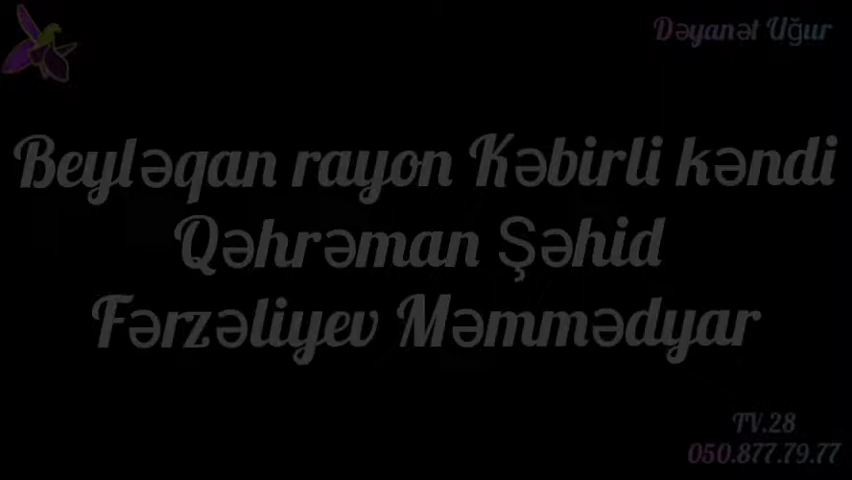 Dəyanət Uğur
Beyləqan rayon Kəbirli kəndi
Qəhrəman Şəhid
Fərzəliyev Məmmədyar
TV.28
050.877.79.77